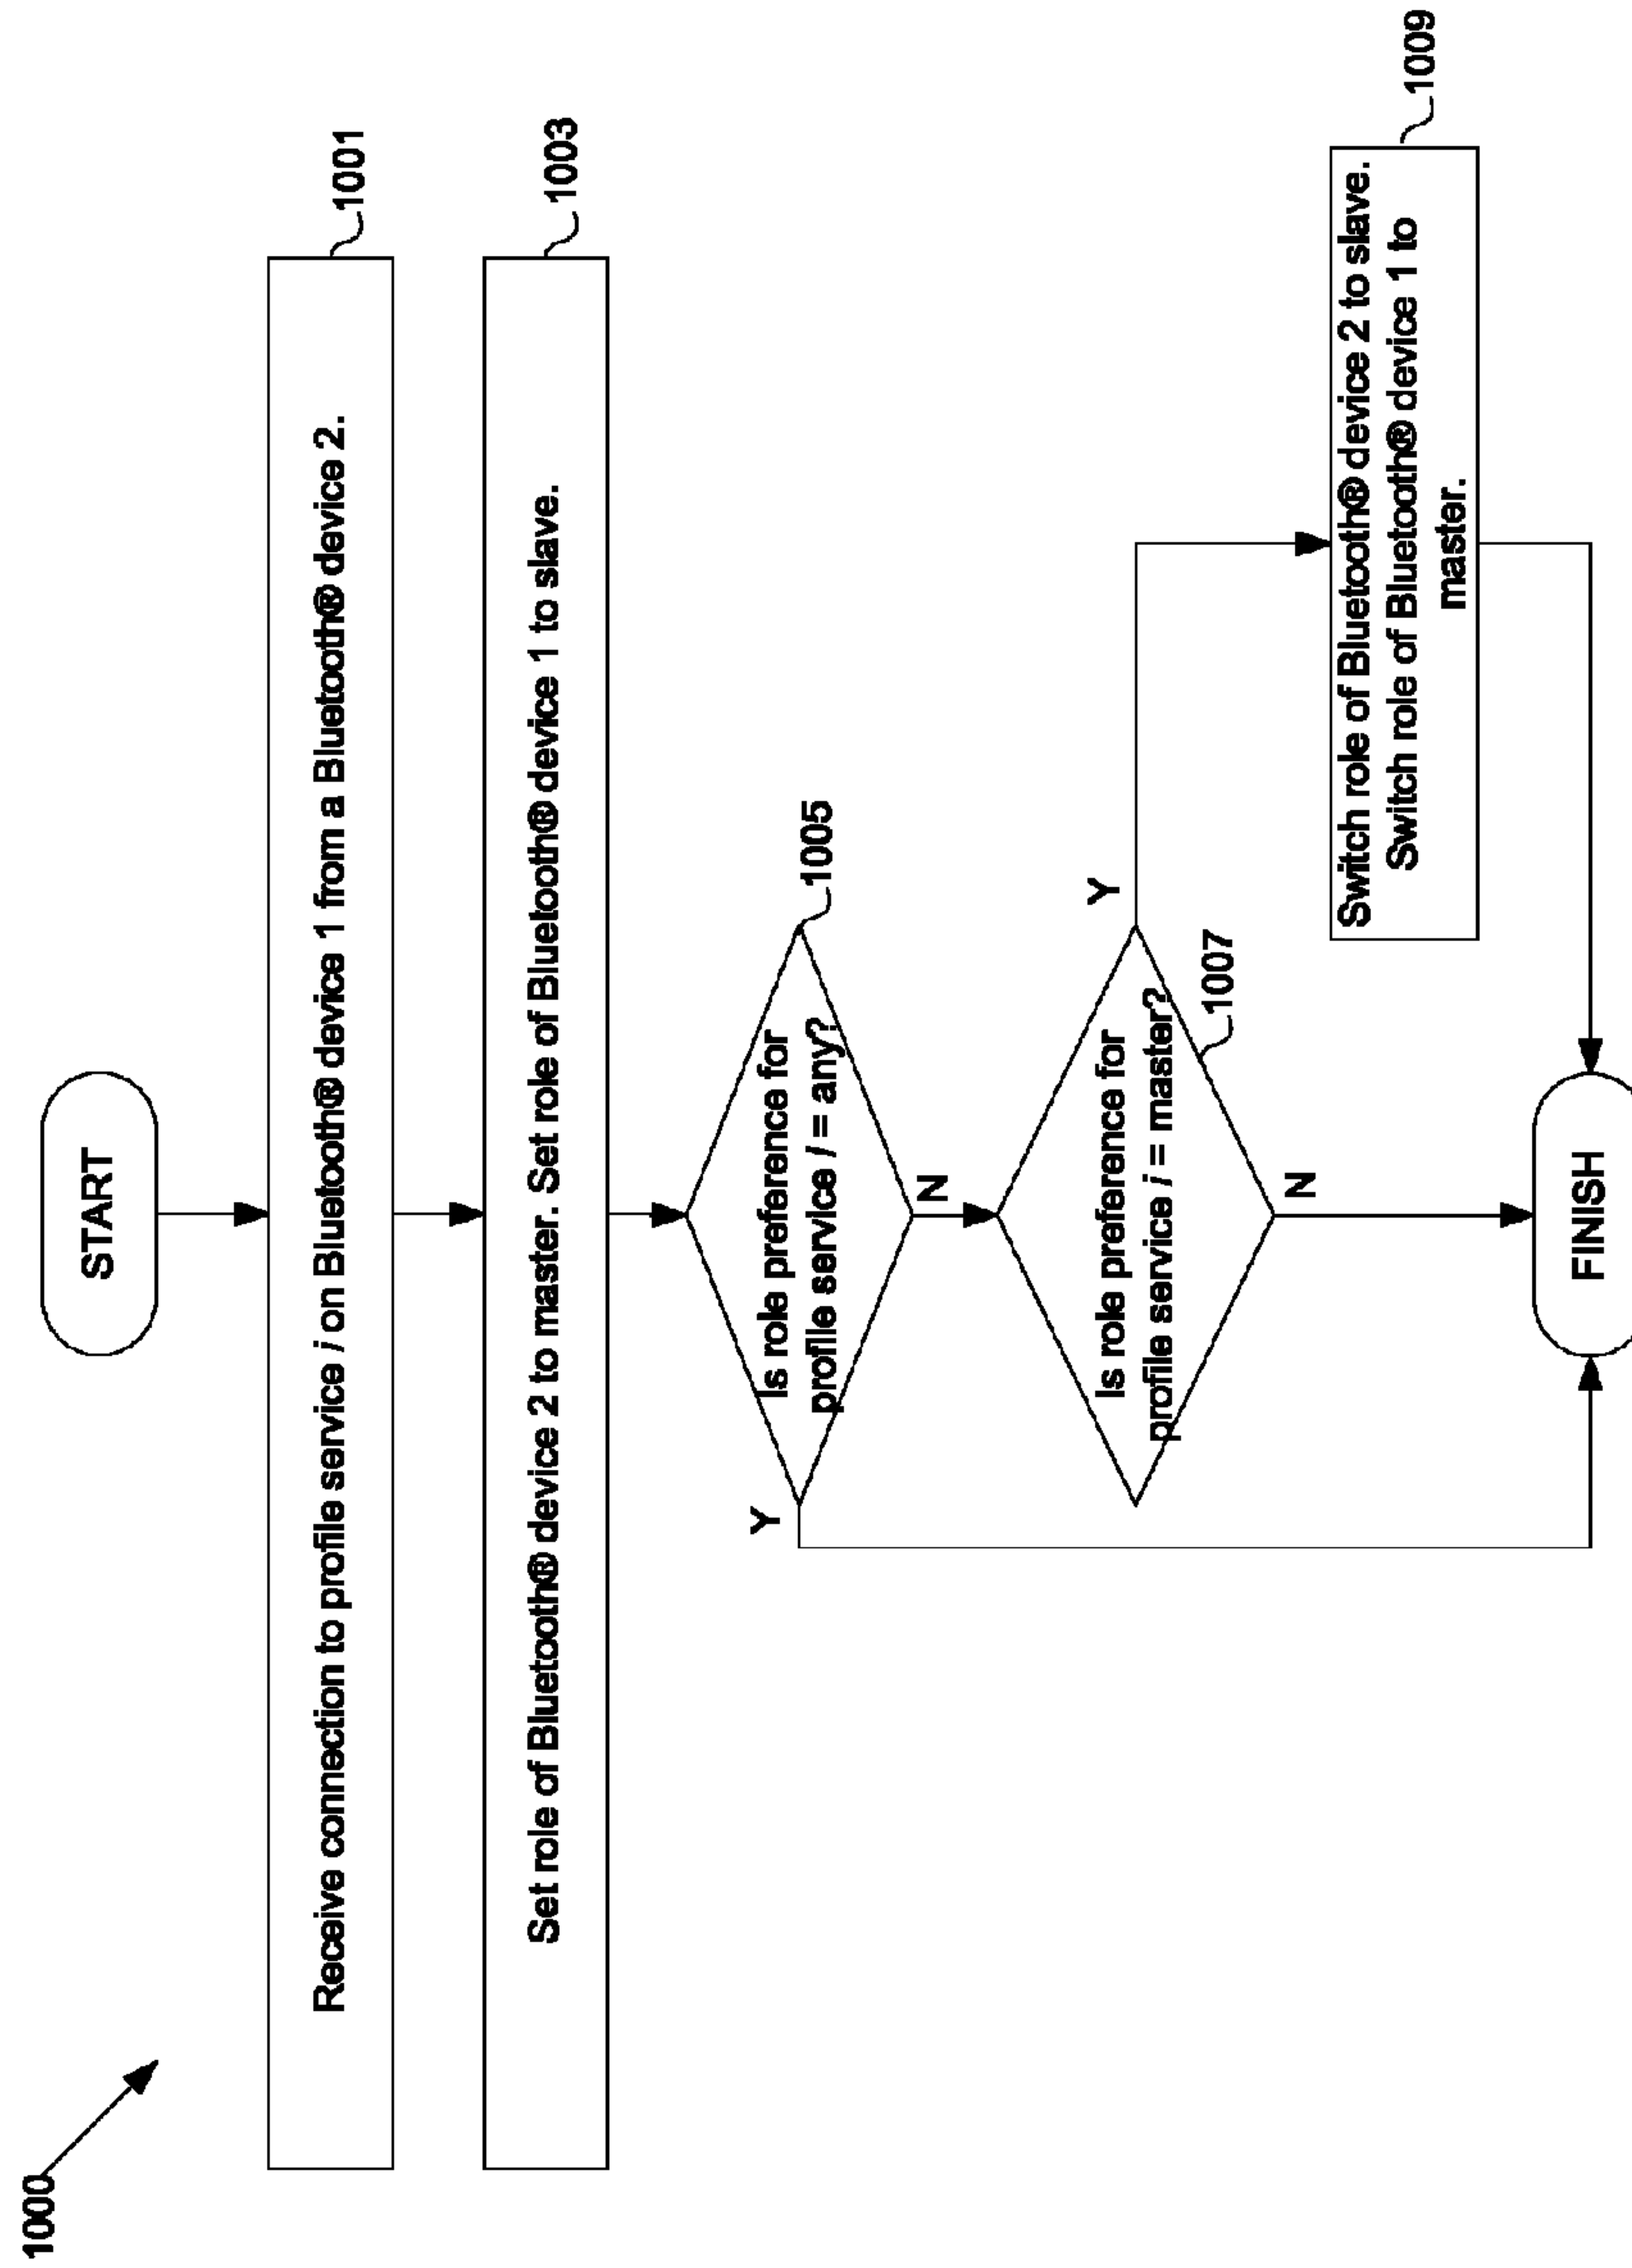 1000
START
Receive connection to profile service i on Bluetooth® device 1 from a Bluetooth® device 2.
1001
Set role of Bluetooth® device 2 to master. Set role of Bluetooth® device 1 to slave.
1003
Is role preference for
profile service i = any?
1005
Y
N
Is role preference for
profile service i = master?
1007
Y
N
Switch role of Bluetooth® device 2 to slave.
Switch role of Bluetooth® device 1 to
master.
1009
FINISH